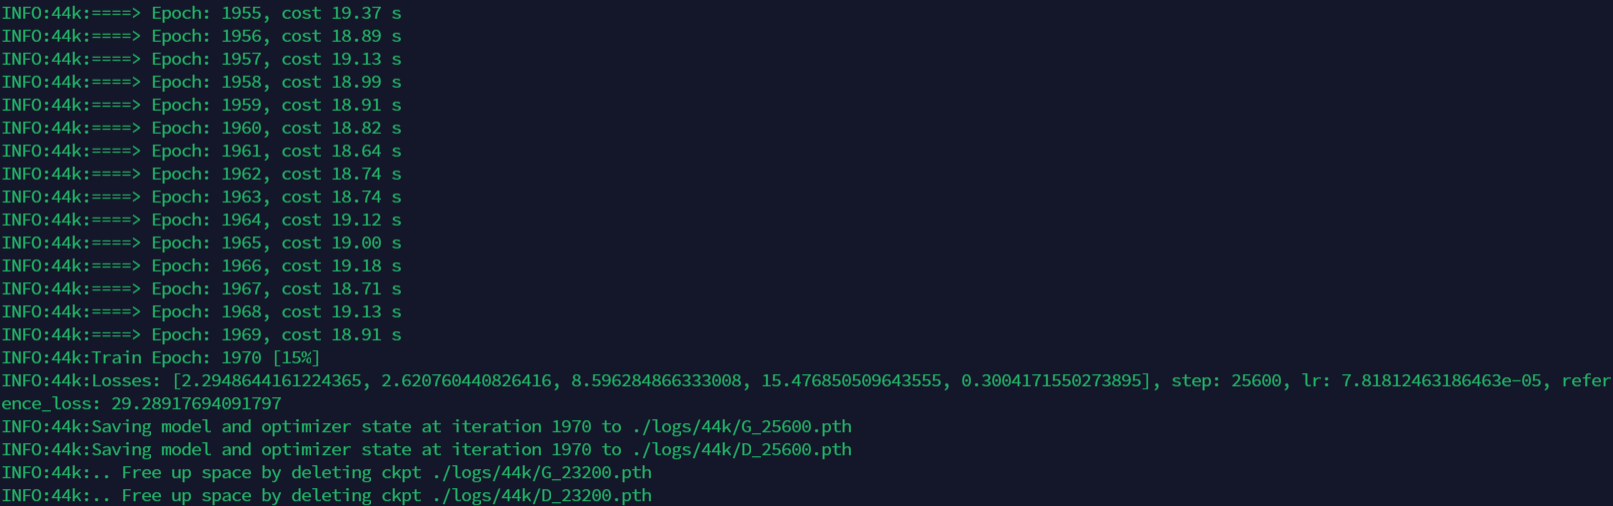 INFO:44k:====> Epoch: 1955, cost 19.37 s
INFO:44k:====> Epoch: 1956, cost 18.89 s
INFO:44k:====> Epoch: 1957, cost 19.13 s
INFO:44k:====> Epoch: 1958, cost 18.99 s
INFO:44k:====> Epoch: 1959, cost 18.91 s
INFO:44k:====> Epoch: 1960, cost 18.82 s
INFO:44k:====> Epoch: 1961, cost 18.64 s
INFO:44k:====> Epoch: 1962, cost 18.74 s
INFO:44k:====> Epoch: 1963, cost 18.74 s
INFO:44k:====> Epoch: 1964, cost 19.12 s
INFO:44k:====> Epoch: 1965, cost 19.00 s
INFO:44k:====> Epoch: 1966, cost 19.18 s
INFO:44k:====> Epoch: 1967, cost 18.71 s
INFO:44k:====> Epoch: 1968, cost 19.13 s
INFO:44k:====> Epoch: 1969, cost 18.91 s
INFO:44k:Train Epoch: 1970 [15%]
INFO:44k:Losses: [2.2948644161224365, 2.620760440826416, 8.596284866333008, 15.476850509643555, 0.3004171550273895], step: 25600, lr: 7.81812463186463e-05, refer
ence_loss: 29.28917694091797
INFO:44k:Saving model and optimizer state at iteration 1970 to ./logs/44k/G_25600.pth
INFO:44k:Saving model and optimizer state at iteration 1970 to ./logs/44k/D_25600.pth
INFO:44k:.. Free up space by deleting ckpt ./logs/44k/G_23200.pth
INFO:44k:.. Free up space by deleting ckpt ./logs/44k/D_23200.pth